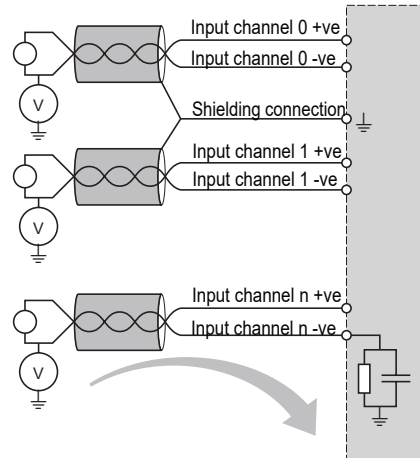 Input channel 0 +ve
Input channel 0 -ve
V
Shielding connection
Input channel 1 +ve
Input channel 1 -ve
V
Input channel n +ve
Input channel n -ve
V